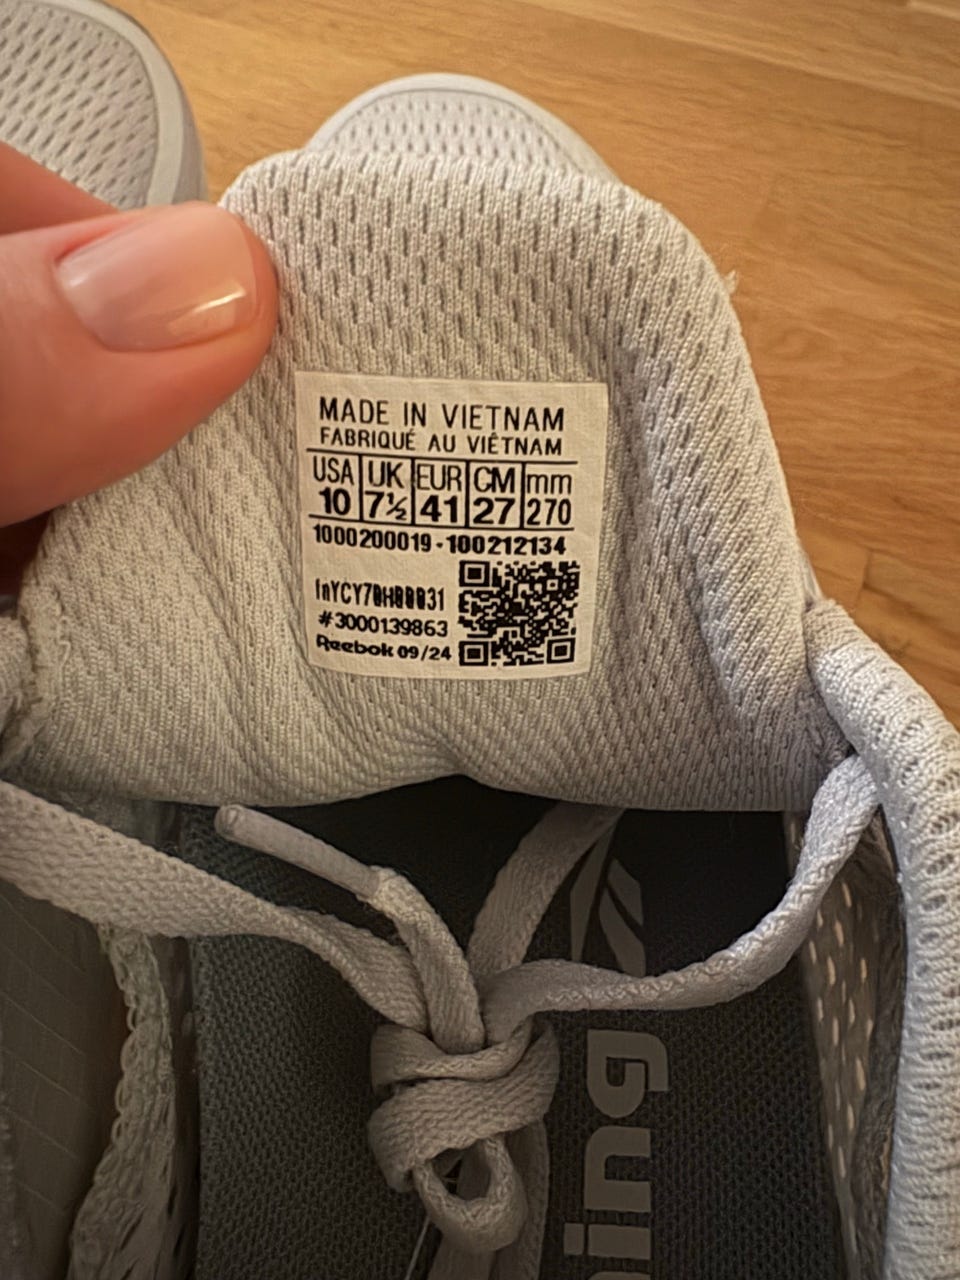 MADE IN VIETNAM
FABRIQUÉ AU VIÊTNAM
USA UK EUR CM mm
10 7½ 41 27 270
1000200019 - 100212134
#3000139863
Reebok 09/24
ning